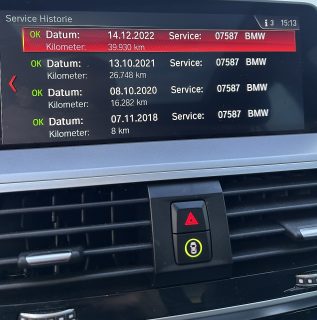 Service Historie
3 15:13
OK Datum: 14.12.2022 Service: 07587 BMW
Kilometer: 39.930 km
OK Datum: 13.10.2021 Service: 07587 BMW
Kilometer: 26.748 km
OK Datum: 08.10.2020 Service: 07587 BMW
Kilometer: 16.282 km
OK Datum: 07.11.2018 Service: 07587 BMW
Kilometer: 8 km